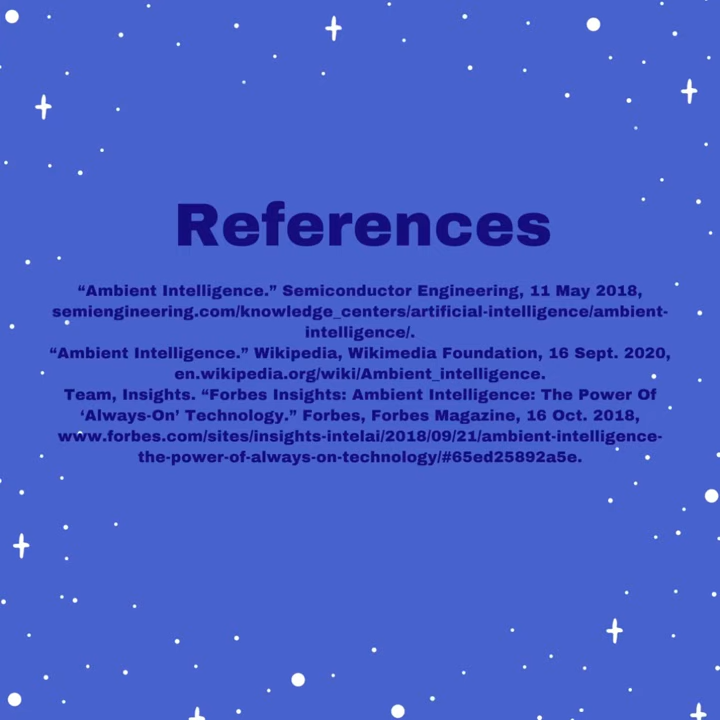 References
“Ambient Intelligence.” Semiconductor Engineering, 11 May 2018,
semiengineering.com/knowledge_centers/artificial-intelligence/ambient-
intelligence/.
“Ambient Intelligence.” Wikipedia, Wikimedia Foundation, 16 Sept. 2020,
en.wikipedia.org/wiki/Ambient_intelligence.
Team, Insights. “Forbes Insights: Ambient Intelligence: The Power Of
‘Always-On’ Technology.” Forbes, Forbes Magazine, 16 Oct. 2018,
www.forbes.com/sites/insights-intelai/2018/09/21/ambient-intelligence-
the-power-of-always-on-technology/#65ed25892a5e.